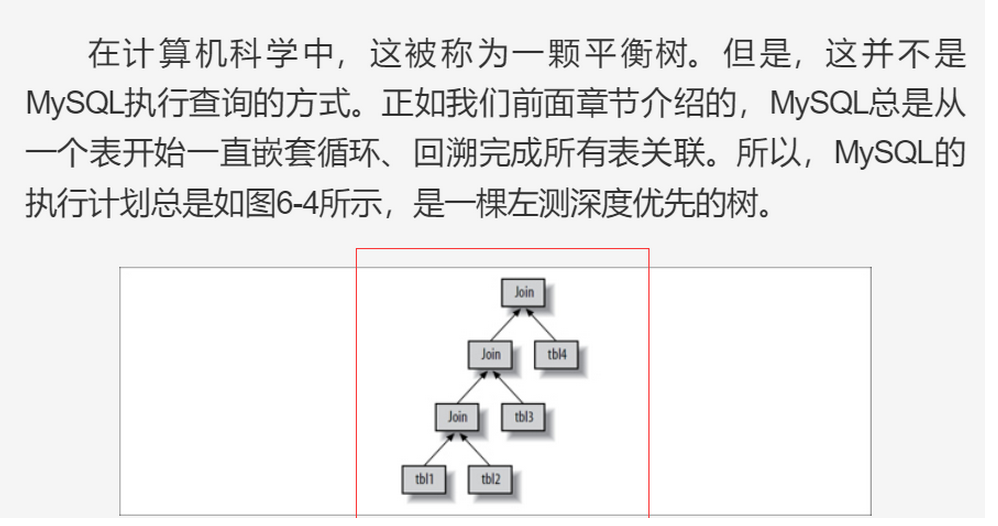 在计算机科学中，这被称为一颗平衡树。但是，这并不是
MySQL执行查询的方式。正如我们前面章节介绍的，MySQL总是从
一个表开始一直嵌套循环、回溯完成所有表关联。所以，MySQL的
执行计划总是如图6-4所示，是一棵左测深度优先的树。
Join
Join
tbl4
Join
tbl3
tbl1
tbl2